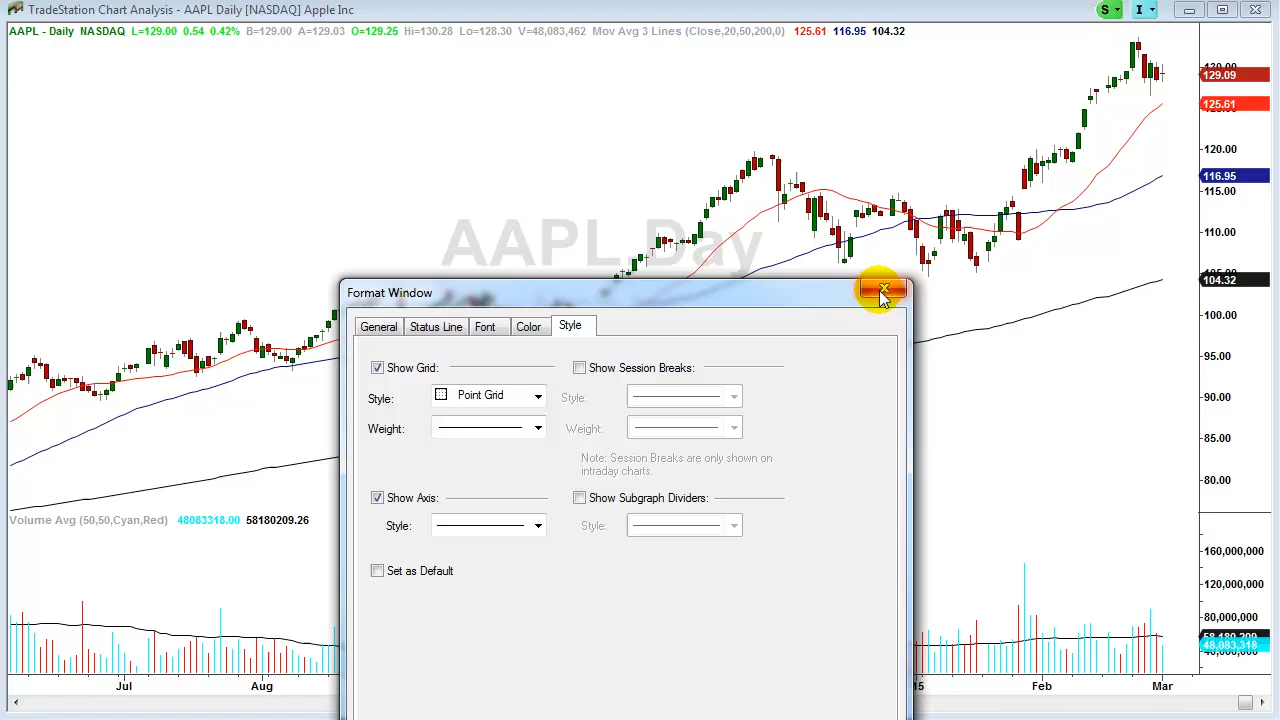 TradeStation Chart Analysis - AAPL Daily [NASDAQ] Apple Inc
S I
AAPL - Daily NASDAQ L=129.00 0.54 0.42% B=129.00 A=129.03 O=129.25 Hi=130.28 Lo=128.30 V=48,083,462 Mov Avg 3 Lines (Close,20,50,200,0) 125.61 116.95 104.32
130.00
129.09
125.61
120.00
116.95
115.00
110.00
105.00
104.32
100.00
95.00
90.00
85.00
80.00
AAPL,Day
Format Window
General Status Line Font Color Style
Show Grid: Show Session Breaks:
Style: Point Grid Style:
Weight: Weight:
Note: Session Breaks are only shown on
intraday charts.
Show Axis: Show Subgraph Dividers:
Style: Style:
Set as Default
Volume Avg (50,50,Cyan,Red) 48083318.00 58180209.26
160,000,000
120,000,000
80,000,000
58,180,209
48,083,318
Jul Aug 15 Feb Mar